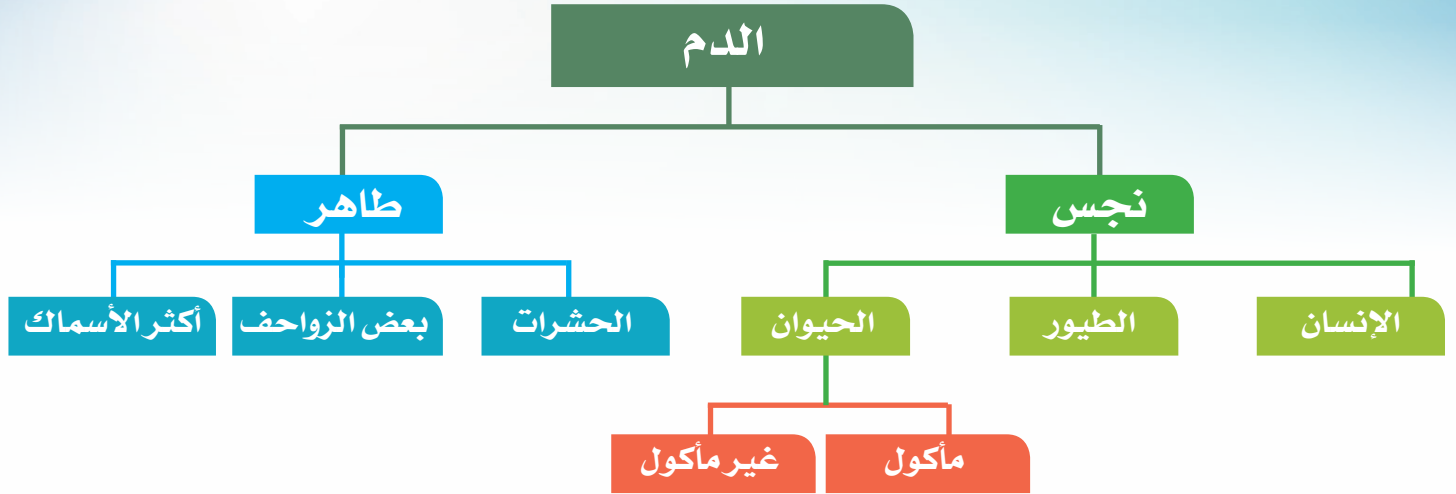 الدم
نجس
طاهر
الإنسان
الطيور
الحيوان
الحشرات
بعض الزواحف
أكثر الأسماك
مأكول
غير مأكول